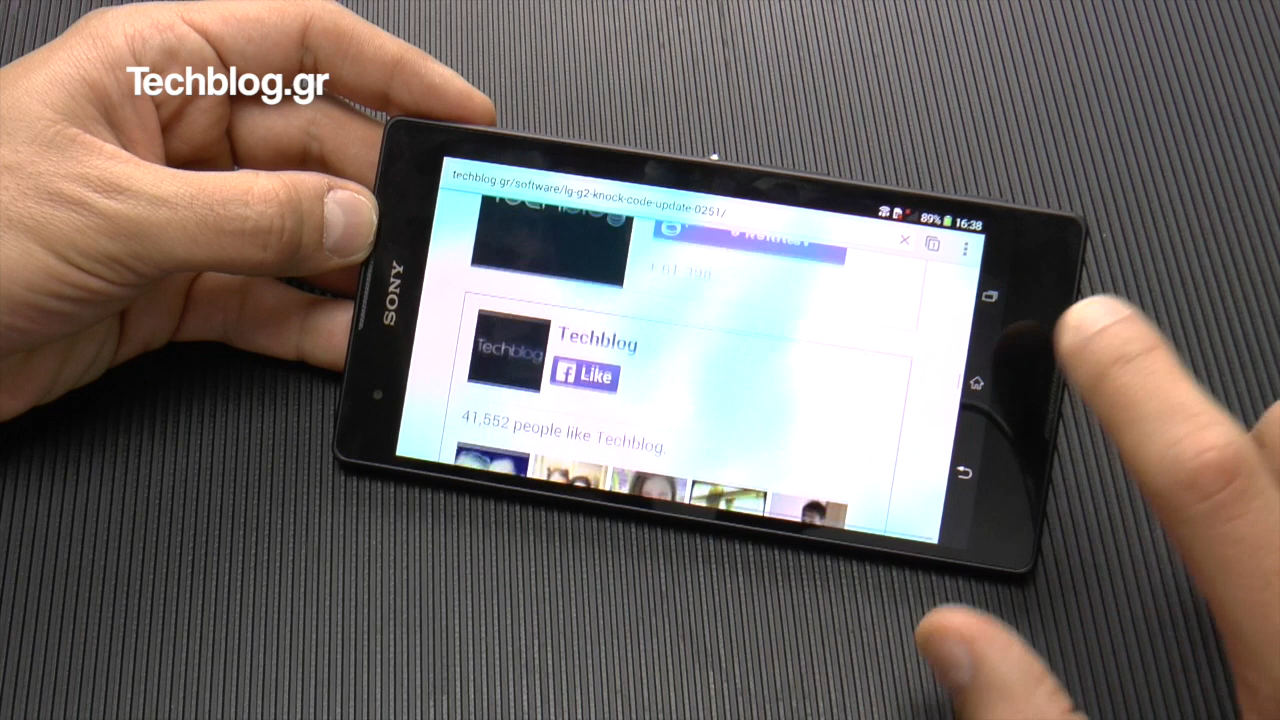 Techblog.gr
techblog.gr/software/lg-g2-knock-code-update-0251/
89% 16:38
SONY
Techblog
Techblog
Like
41,552 people like Techblog.